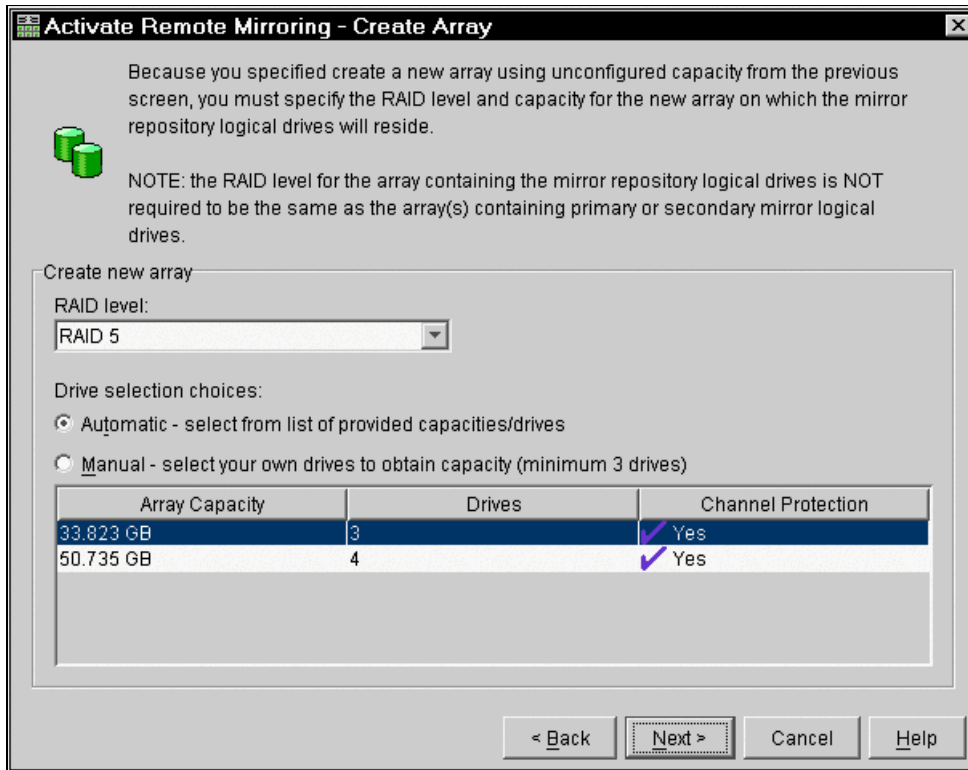 Activate Remote Mirroring - Create Array
Because you specified create a new array using unconfigured capacity from the previous
screen, you must specify the RAID level and capacity for the new array on which the mirror
repository logical drives will reside.
NOTE: the RAID level for the array containing the mirror repository logical drives is NOT
required to be the same as the array(s) containing primary or secondary mirror logical
drives.
Create new array
RAID level:
RAID 5
Drive selection choices:
Automatic - select from list of provided capacities/drives
Manual - select your own drives to obtain capacity (minimum 3 drives)
Array Capacity Drives Channel Protection
33.823 GB 3 Yes
50.735 GB 4 Yes
< Back Next > Cancel Help